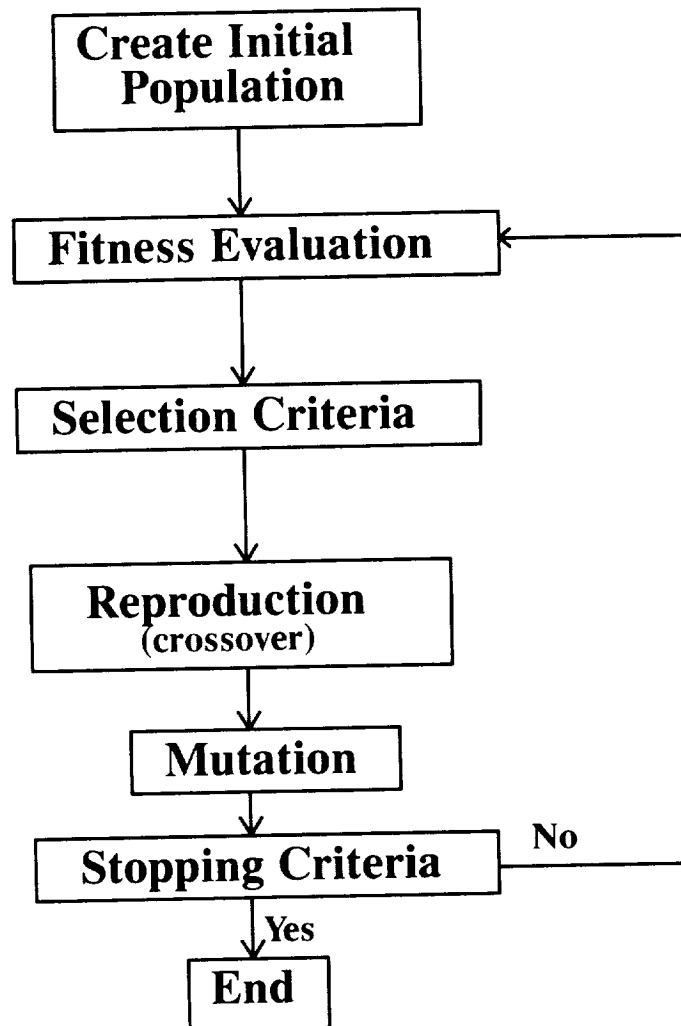 Create Initial
Population
Fitness Evaluation
Selection Criteria
Reproduction
(crossover)
Mutation
Stopping Criteria
No
Yes
End